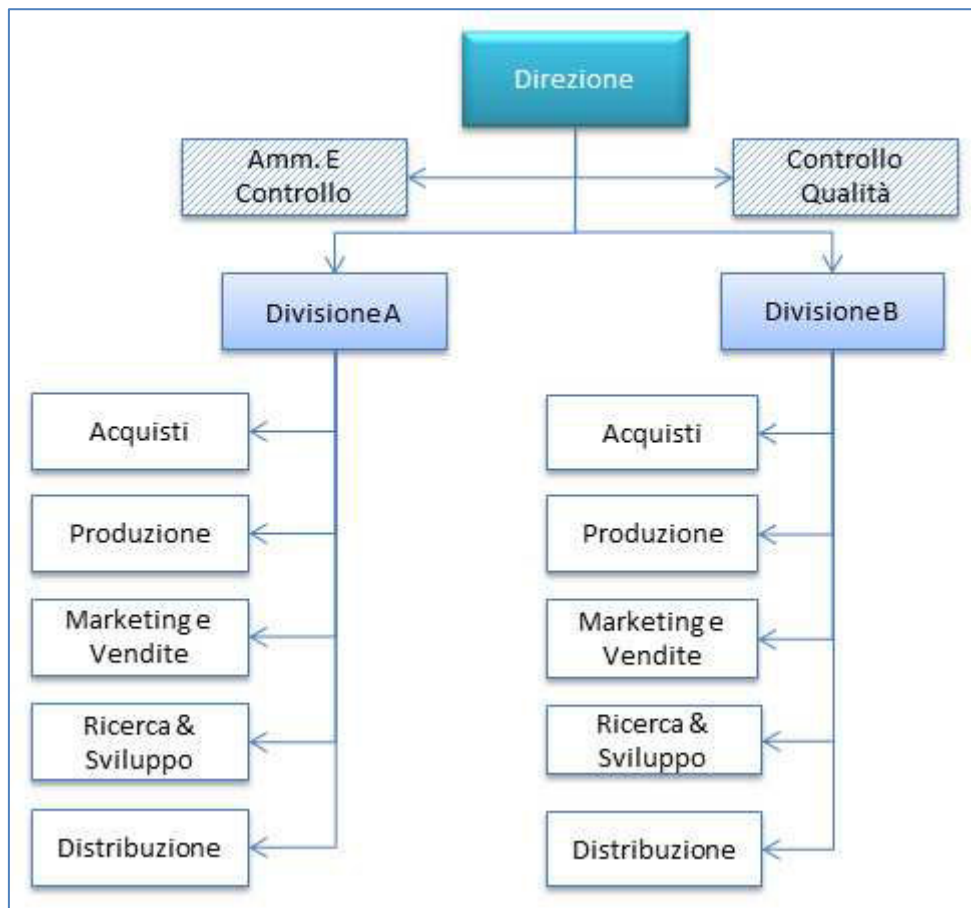 Direzione
Amm. E
Controllo
Controllo
Qualità
Divisione A
Divisione B
Acquisti
Produzione
Marketing e
Vendite
Ricerca &
Sviluppo
Distribuzione
Acquisti
Produzione
Marketing e
Vendite
Ricerca &
Sviluppo
Distribuzione